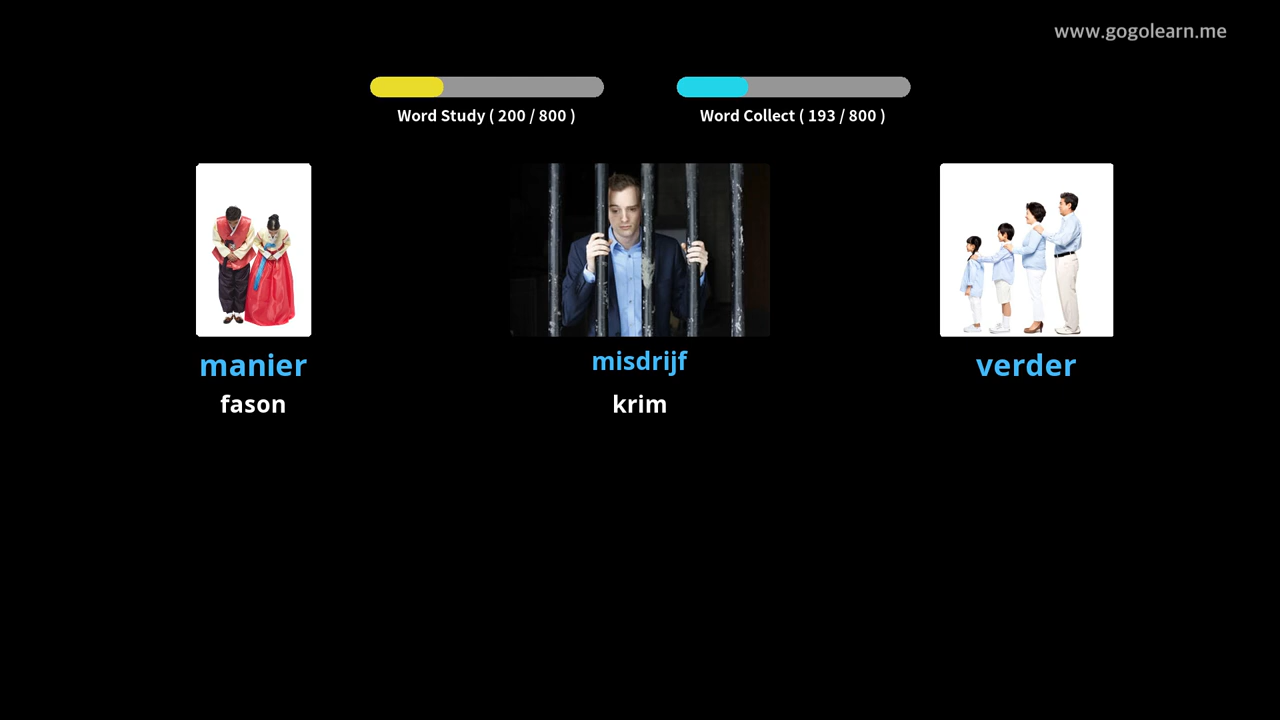 www.gogolearn.me
Word Study ( 200 / 800 )
Word Collect ( 193 / 800 )
manier
misdrijf
verder
fason
krim